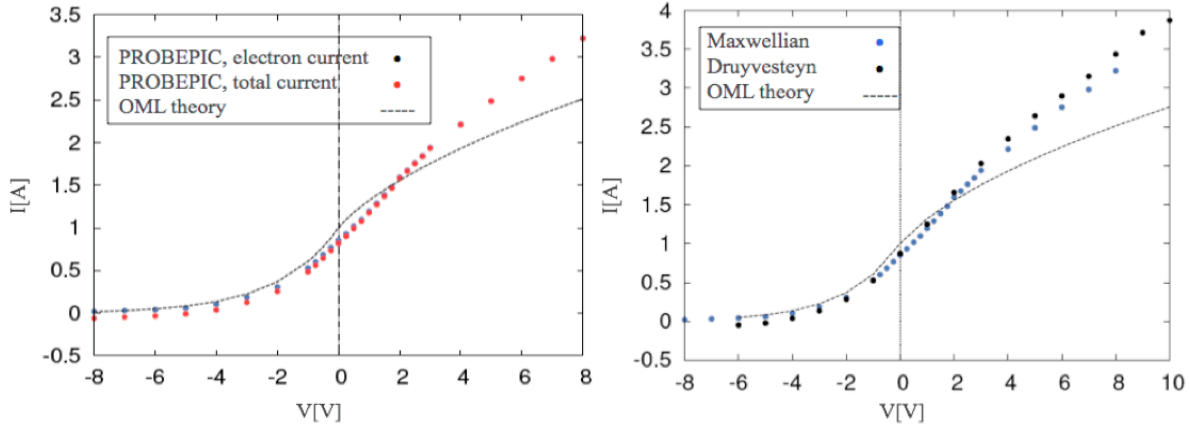 3.5
3
2.5
2
1.5
1
0.5
0
-0.5
I[A]
PROBEPIC, electron current
PROBEPIC, total current
OML theory
-8 -6 -4 -2 0 2 4 6 8
V[V]
4
3.5
3
2.5
2
1.5
1
0.5
0
-0.5
I[A]
Maxwellian
Druyvesteyn
OML theory
-8 -6 -4 -2 0 2 4 6 8 10
V[V]